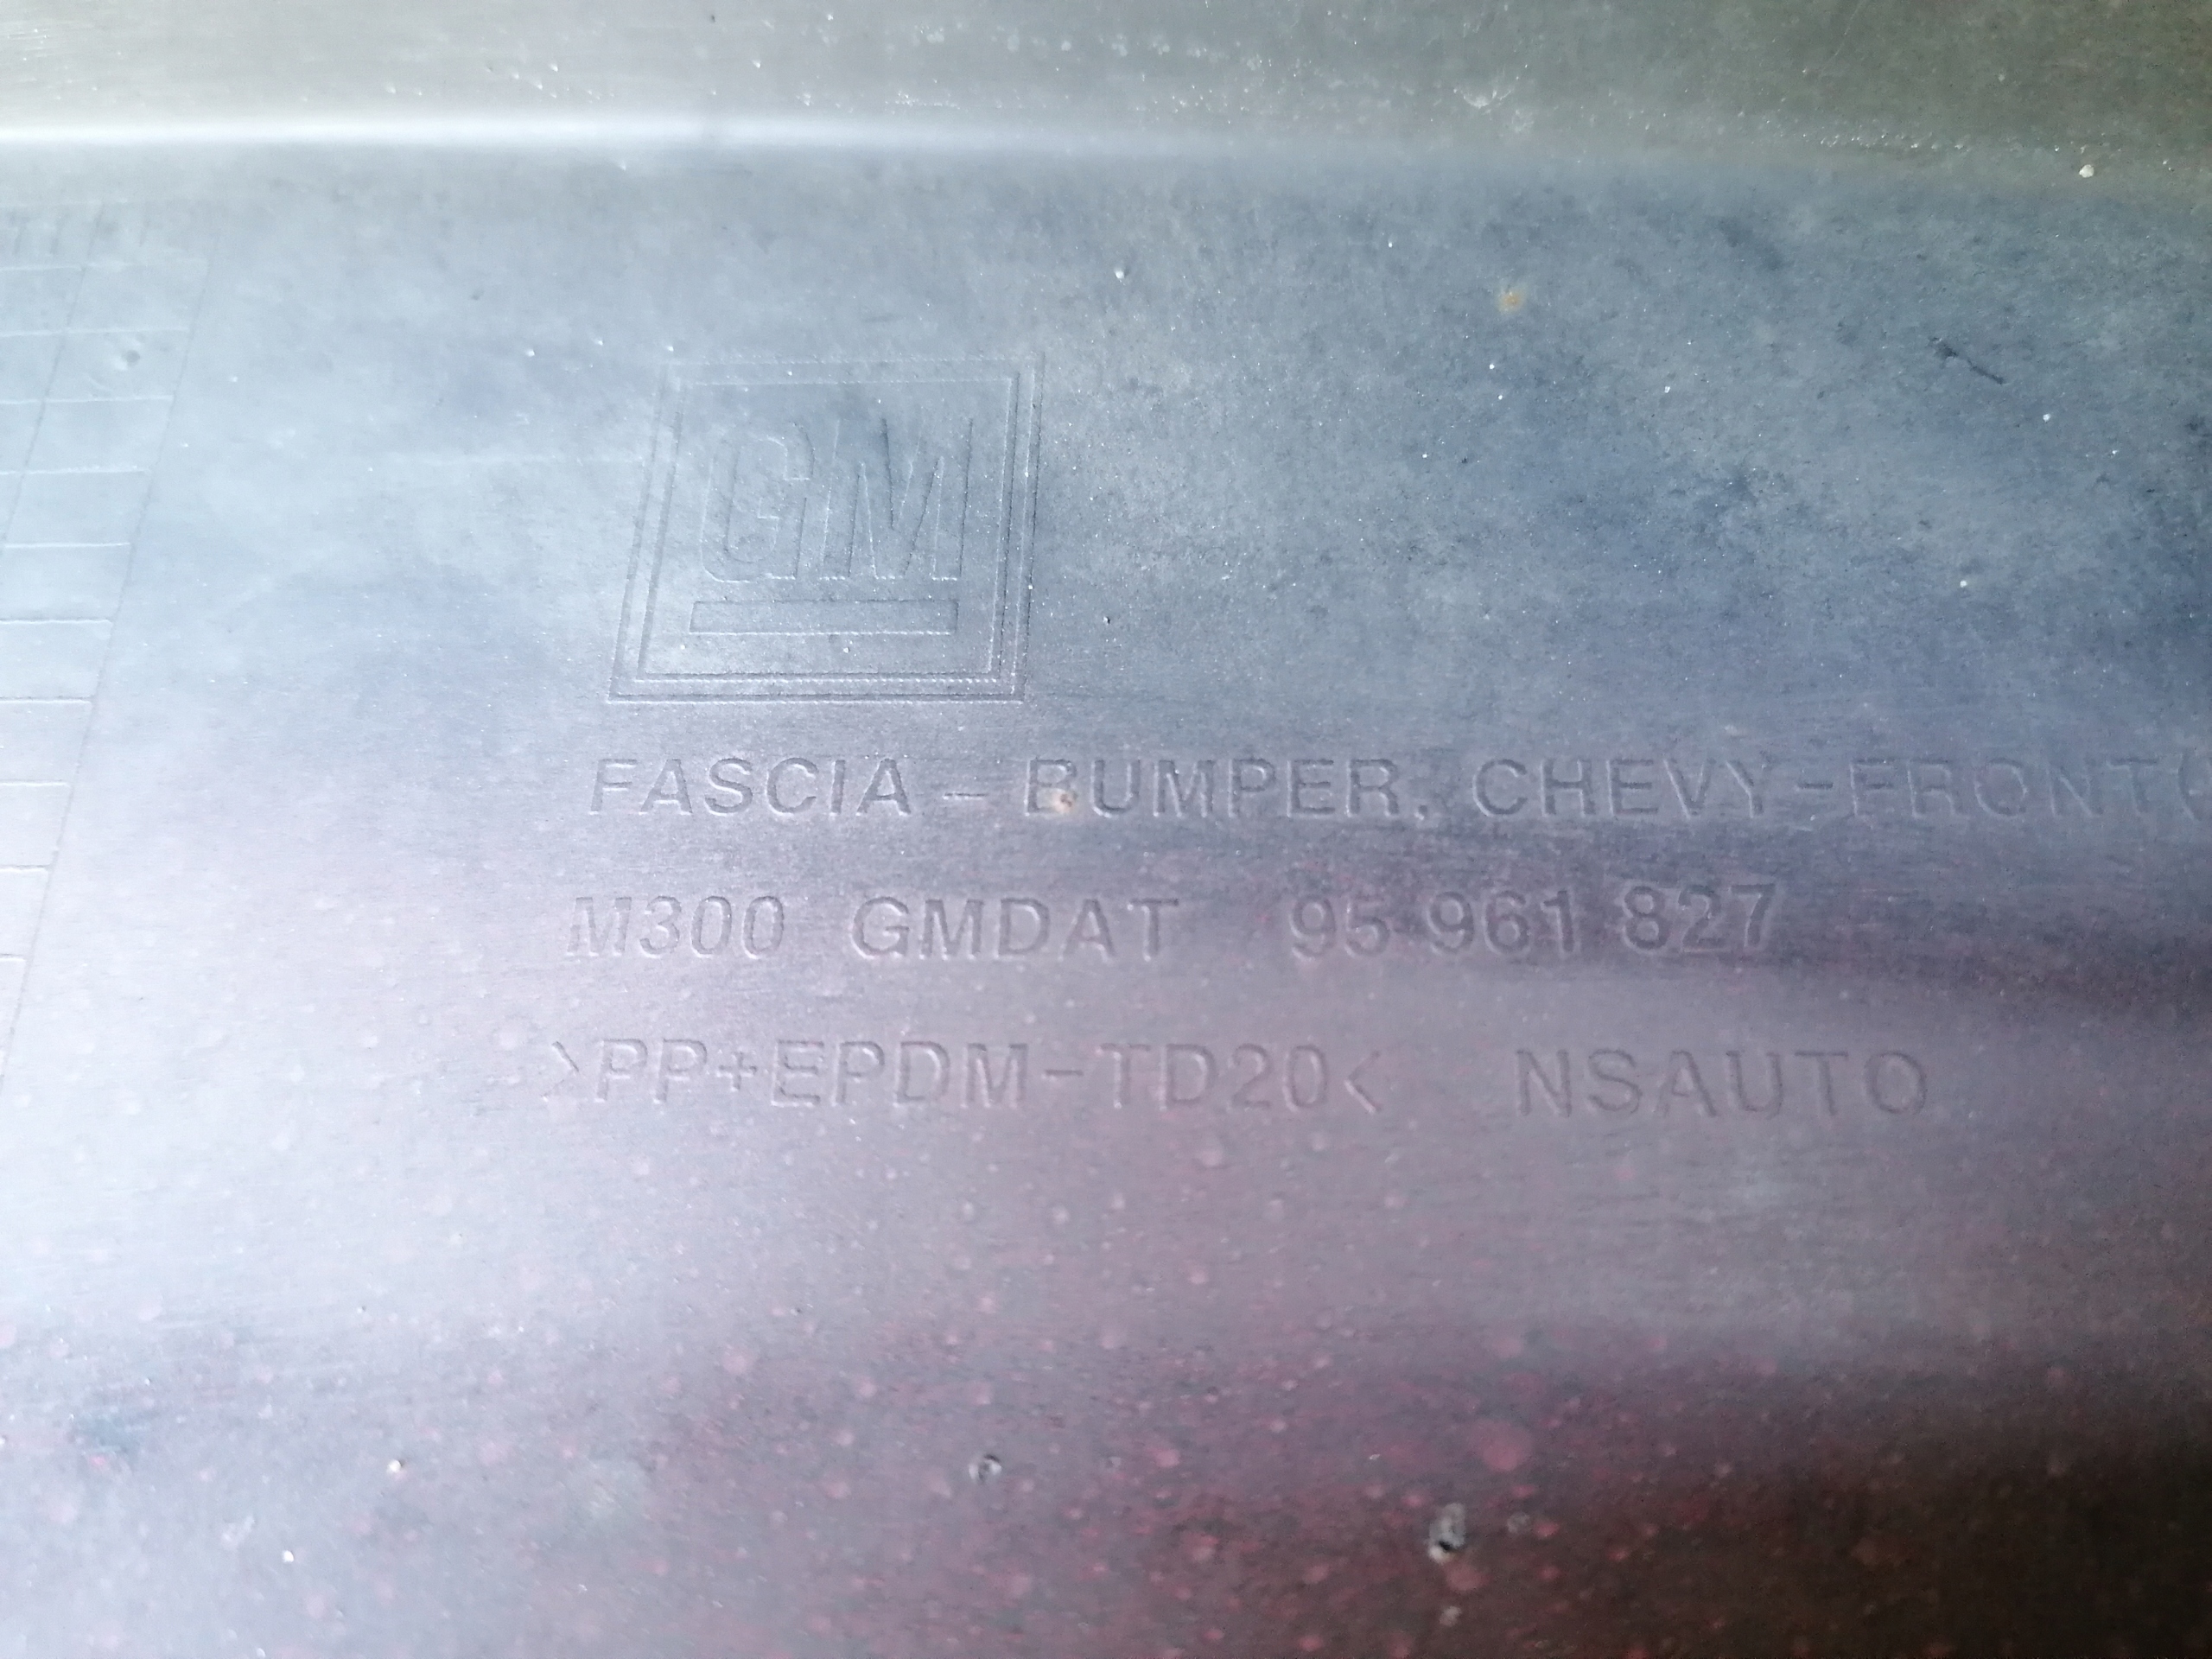 GM
FASCIA – BUMPER, CHEVY–FRONT(
M300 GMDAT 95 961 827
>PP+EPDM–TD20< NSAUTO